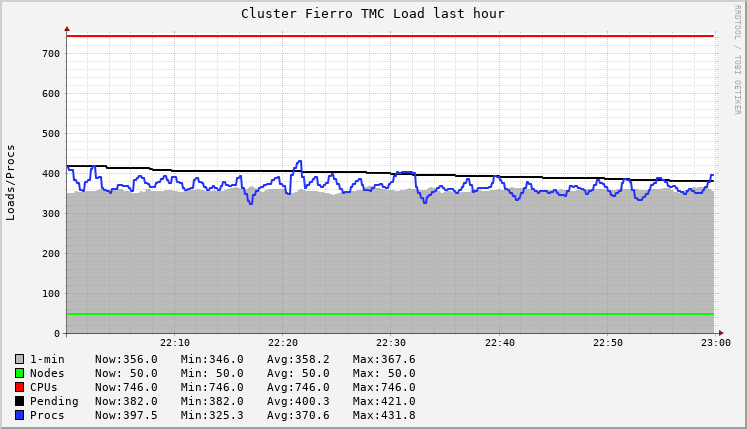 Cluster Fierro TMC Load last hour
RRDTOOL / TOBI OETIKER
Loads/Procs
700
600
500
400
300
200
100
0
22:10 22:20 22:30 22:40 22:50 23:00
1-min Now:356.0 Min:346.0 Avg:358.2 Max:367.6
Nodes Now: 50.0 Min: 50.0 Avg: 50.0 Max: 50.0
CPUs Now:746.0 Min:746.0 Avg:746.0 Max:746.0
Pending Now:382.0 Min:382.0 Avg:400.3 Max:421.0
Procs Now:397.5 Min:325.3 Avg:370.6 Max:431.8